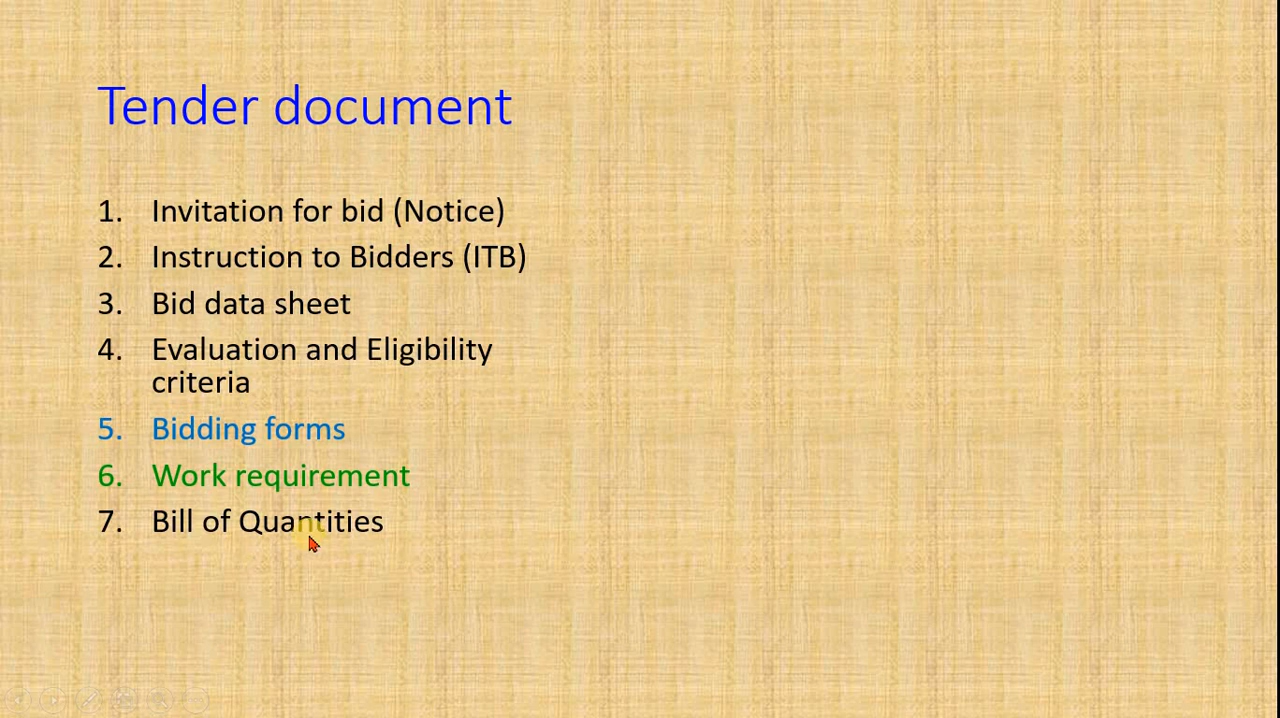 Tender document
1. Invitation for bid (Notice)
2. Instruction to Bidders (ITB)
3. Bid data sheet
4. Evaluation and Eligibility
criteria
5. Bidding forms
6. Work requirement
7. Bill of Quantities